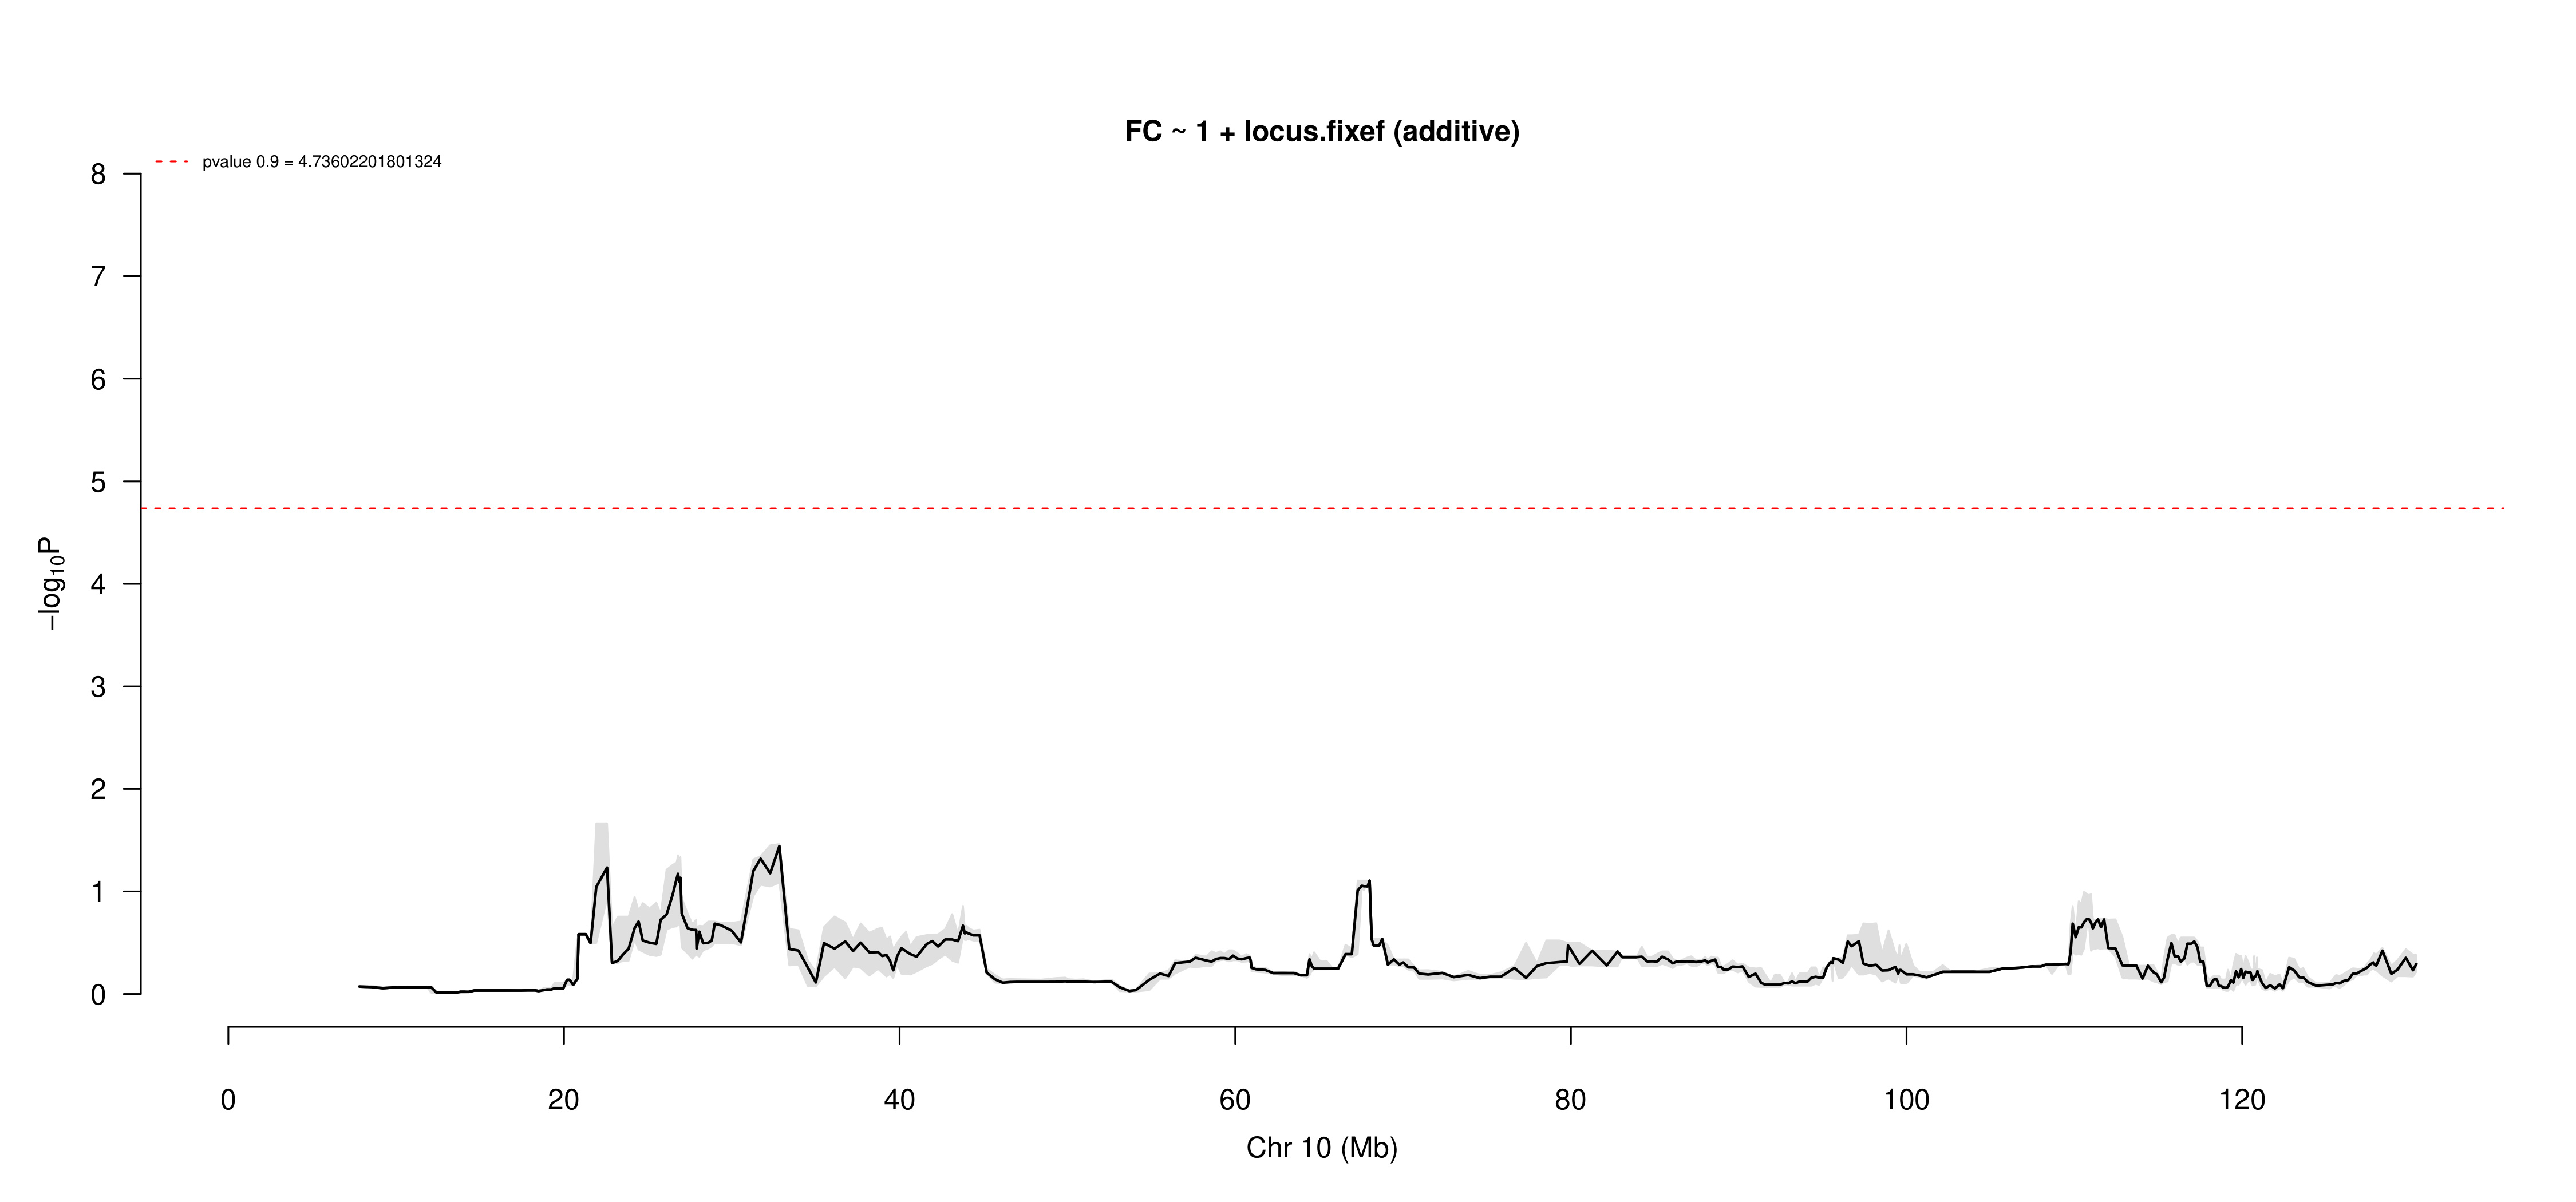 FC ~ 1 + locus.fixef (additive)
pvalue 0.9 = 4.73602201801324
8
7
6
5
4
3
2
1
0
−log10P
0 20 40 60 80 100 120
Chr 10 (Mb)